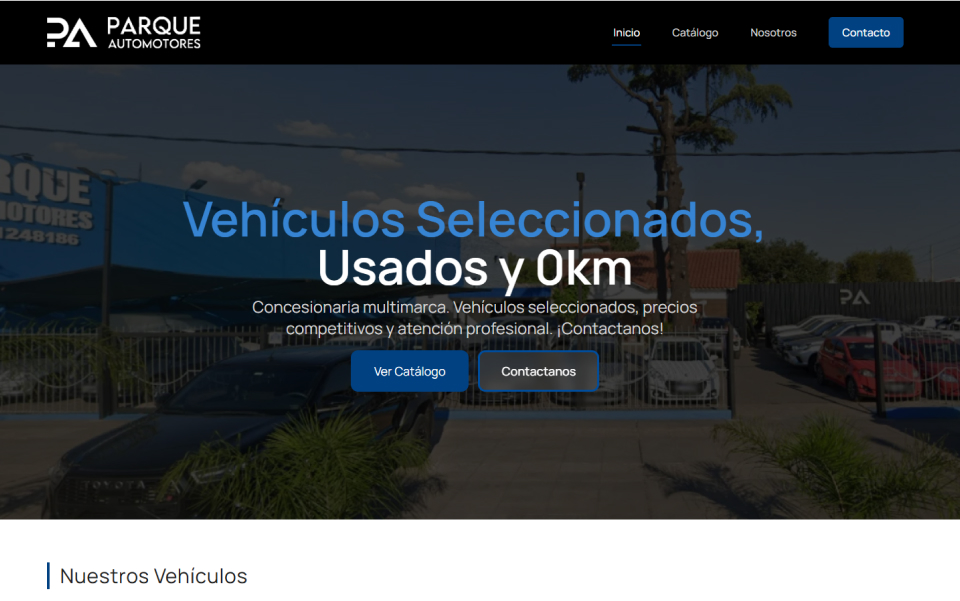 PA PARQUE
AUTOMOTORES
Inicio
Catálogo
Nosotros
Contacto
RQUE
MOTORES
1248186
Vehículos Seleccionados,
Usados y 0km
Concesionaria multimarca. Vehículos seleccionados, precios
competitivos y atención profesional. ¡Contactanos!
PA
Ver Catálogo
Contactanos
TOYOTA
Nuestros Vehículos